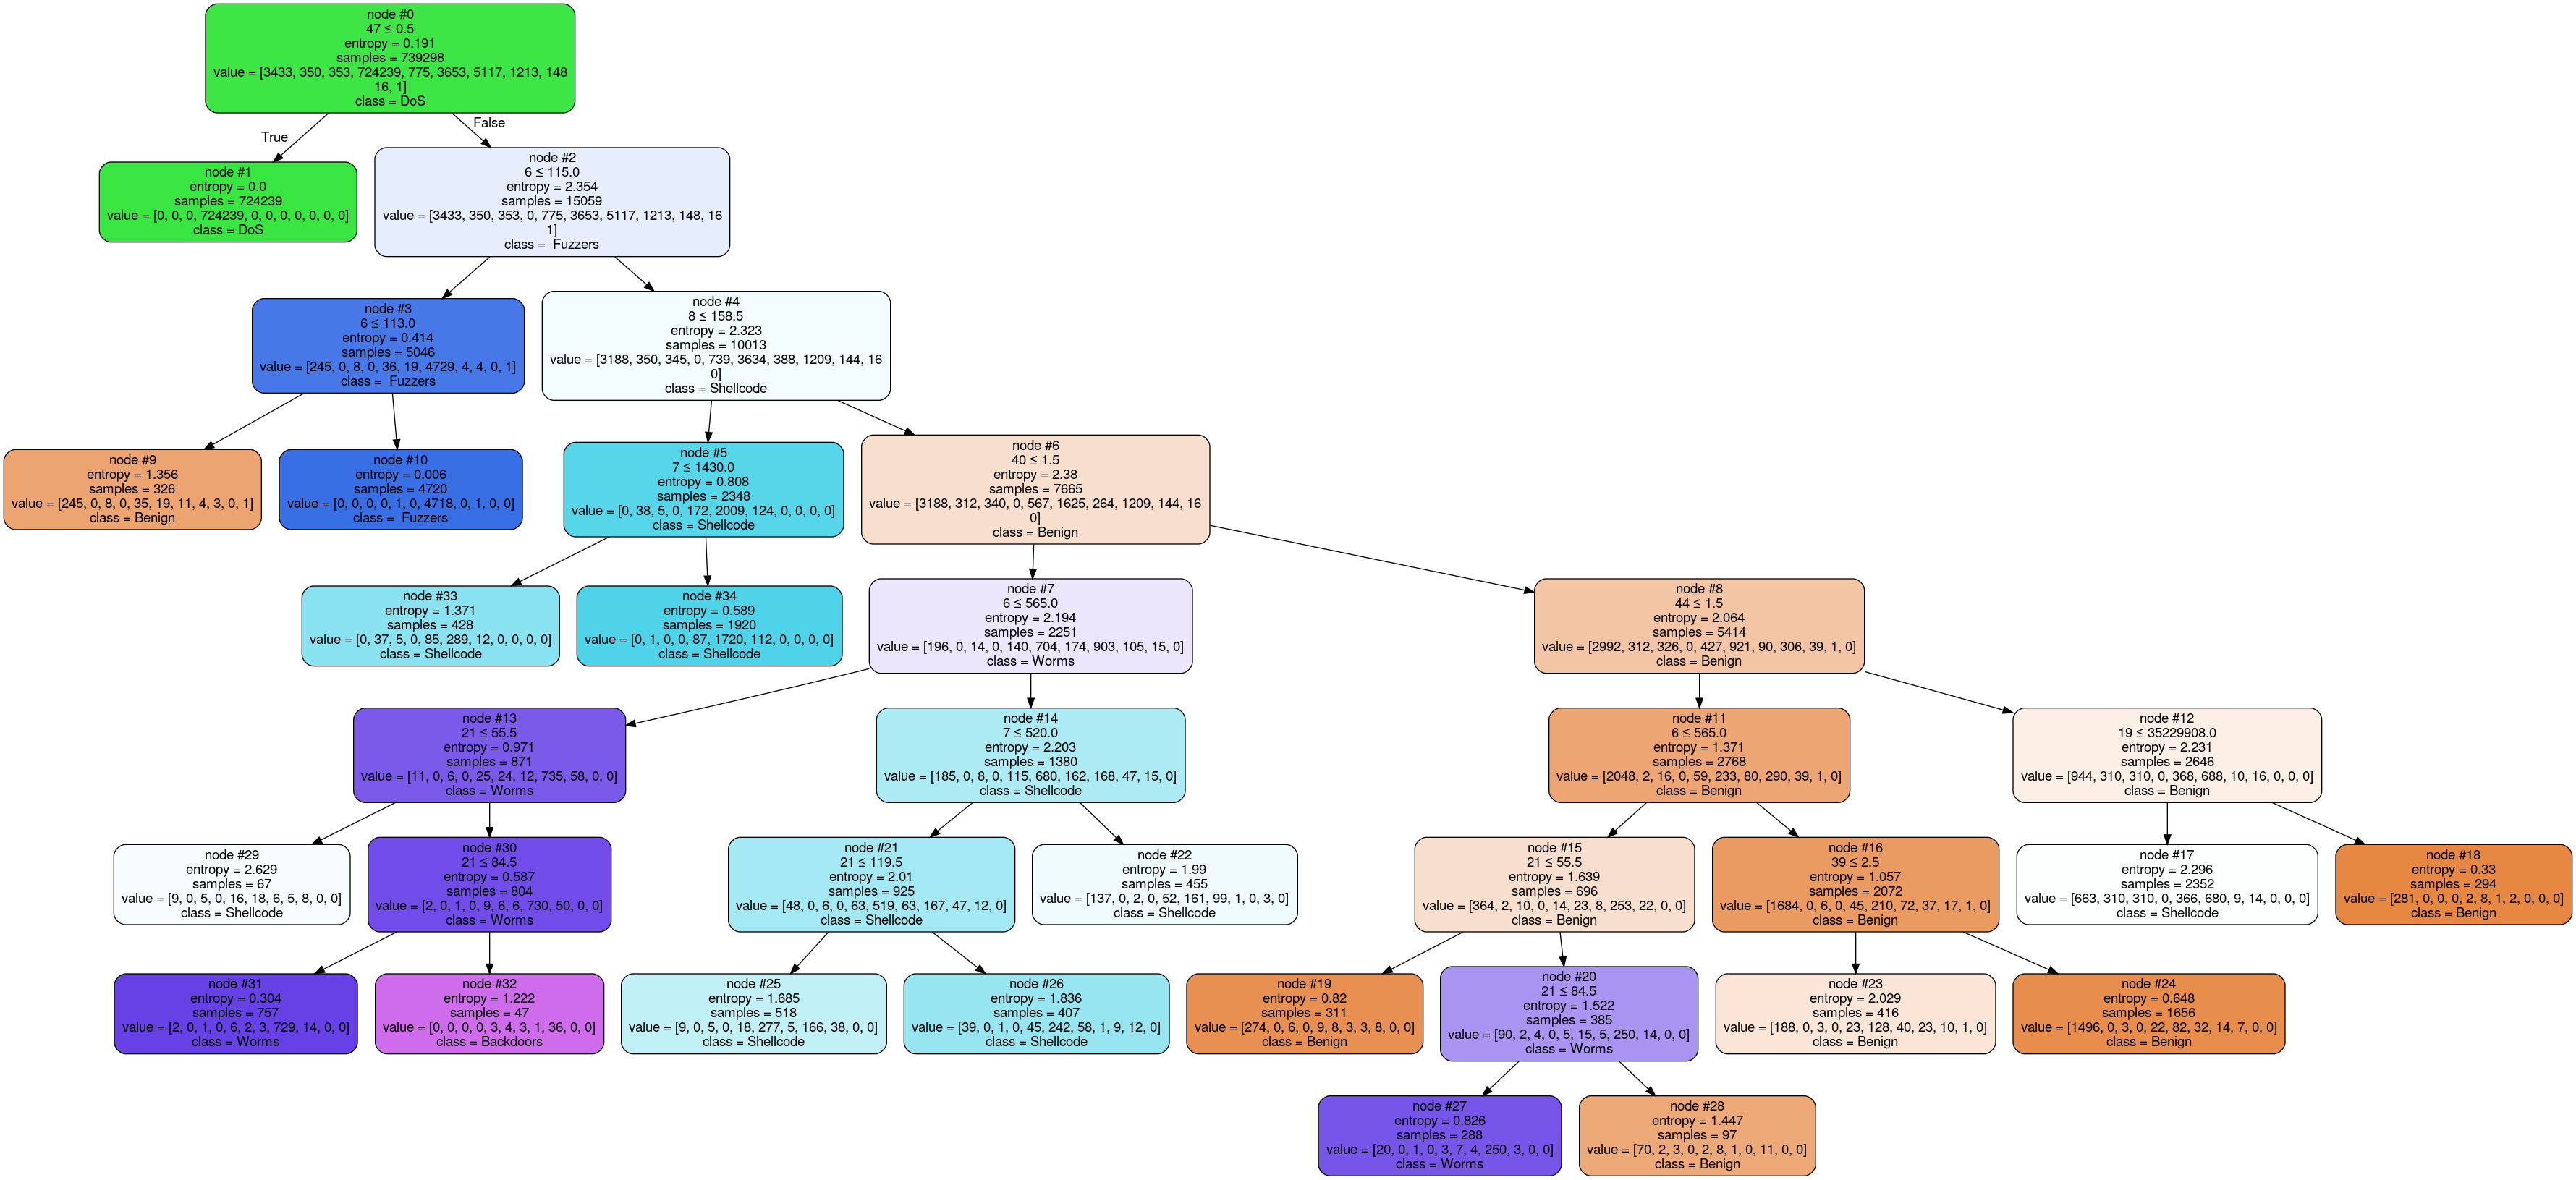 node #0
47 ≤ 0.5
entropy = 0.191
samples = 739298
value = [3433, 350, 353, 724239, 775, 3653, 5117, 1213, 148
16, 1]
class = DoS
True
False
node #1
entropy = 0.0
samples = 724239
value = [0, 0, 0, 724239, 0, 0, 0, 0, 0, 0, 0]
class = DoS
node #2
6 ≤ 115.0
entropy = 2.354
samples = 15059
value = [3433, 350, 353, 0, 775, 3653, 5117, 1213, 148, 16
1]
class =  Fuzzers
node #3
6 ≤ 113.0
entropy = 0.414
samples = 5046
value = [245, 0, 8, 0, 36, 19, 4729, 4, 4, 0, 1]
class =  Fuzzers
node #4
8 ≤ 158.5
entropy = 2.323
samples = 10013
value = [3188, 350, 345, 0, 739, 3634, 388, 1209, 144, 16
0]
class = Shellcode
node #9
entropy = 1.356
samples = 326
value = [245, 0, 8, 0, 35, 19, 11, 4, 3, 0, 1]
class = Benign
node #10
entropy = 0.006
samples = 4720
value = [0, 0, 0, 0, 1, 0, 4718, 0, 1, 0, 0]
class =  Fuzzers
node #5
7 ≤ 1430.0
entropy = 0.808
samples = 2348
value = [0, 38, 5, 0, 172, 2009, 124, 0, 0, 0, 0]
class = Shellcode
node #6
40 ≤ 1.5
entropy = 2.38
samples = 7665
value = [3188, 312, 340, 0, 567, 1625, 264, 1209, 144, 16
0]
class = Benign
node #33
entropy = 1.371
samples = 428
value = [0, 37, 5, 0, 85, 289, 12, 0, 0, 0, 0]
class = Shellcode
node #34
entropy = 0.589
samples = 1920
value = [0, 1, 0, 0, 87, 1720, 112, 0, 0, 0, 0]
class = Shellcode
node #7
6 ≤ 565.0
entropy = 2.194
samples = 2251
value = [196, 0, 14, 0, 140, 704, 174, 903, 105, 15, 0]
class = Worms
node #8
44 ≤ 1.5
entropy = 2.064
samples = 5414
value = [2992, 312, 326, 0, 427, 921, 90, 306, 39, 1, 0]
class = Benign
node #13
21 ≤ 55.5
entropy = 0.971
samples = 871
value = [11, 0, 6, 0, 25, 24, 12, 735, 58, 0, 0]
class = Worms
node #14
7 ≤ 520.0
entropy = 2.203
samples = 1380
value = [185, 0, 8, 0, 115, 680, 162, 168, 47, 15, 0]
class = Shellcode
node #11
6 ≤ 565.0
entropy = 1.371
samples = 2768
value = [2048, 2, 16, 0, 59, 233, 80, 290, 39, 1, 0]
class = Benign
node #12
19 ≤ 35229908.0
entropy = 2.231
samples = 2646
value = [944, 310, 310, 0, 368, 688, 10, 16, 0, 0, 0]
class = Benign
node #29
entropy = 2.629
samples = 67
value = [9, 0, 5, 0, 16, 18, 6, 5, 8, 0, 0]
class = Shellcode
node #30
21 ≤ 84.5
entropy = 0.587
samples = 804
value = [2, 0, 1, 0, 9, 6, 6, 730, 50, 0, 0]
class = Worms
node #21
21 ≤ 119.5
entropy = 2.01
samples = 925
value = [48, 0, 6, 0, 63, 519, 63, 167, 47, 12, 0]
class = Shellcode
node #22
entropy = 1.99
samples = 455
value = [137, 0, 2, 0, 52, 161, 99, 1, 0, 3, 0]
class = Shellcode
node #15
21 ≤ 55.5
entropy = 1.639
samples = 696
value = [364, 2, 10, 0, 14, 23, 8, 253, 22, 0, 0]
class = Benign
node #16
39 ≤ 2.5
entropy = 1.057
samples = 2072
value = [1684, 0, 6, 0, 45, 210, 72, 37, 17, 1, 0]
class = Benign
node #17
entropy = 2.296
samples = 2352
value = [663, 310, 310, 0, 366, 680, 9, 14, 0, 0, 0]
class = Shellcode
node #18
entropy = 0.33
samples = 294
value = [281, 0, 0, 0, 2, 8, 1, 2, 0, 0, 0]
class = Benign
node #31
entropy = 0.304
samples = 757
value = [2, 0, 1, 0, 6, 2, 3, 729, 14, 0, 0]
class = Worms
node #32
entropy = 1.222
samples = 47
value = [0, 0, 0, 0, 3, 4, 3, 1, 36, 0, 0]
class = Backdoors
node #25
entropy = 1.685
samples = 518
value = [9, 0, 5, 0, 18, 277, 5, 166, 38, 0, 0]
class = Shellcode
node #26
entropy = 1.836
samples = 407
value = [39, 0, 1, 0, 45, 242, 58, 1, 9, 12, 0]
class = Shellcode
node #19
entropy = 0.82
samples = 311
value = [274, 0, 6, 0, 9, 8, 3, 3, 8, 0, 0]
class = Benign
node #20
21 ≤ 84.5
entropy = 1.522
samples = 385
value = [90, 2, 4, 0, 5, 15, 5, 250, 14, 0, 0]
class = Worms
node #23
entropy = 2.029
samples = 416
value = [188, 0, 3, 0, 23, 128, 40, 23, 10, 1, 0]
class = Benign
node #24
entropy = 0.648
samples = 1656
value = [1496, 0, 3, 0, 22, 82, 32, 14, 7, 0, 0]
class = Benign
node #27
entropy = 0.826
samples = 288
value = [20, 0, 1, 0, 3, 7, 4, 250, 3, 0, 0]
class = Worms
node #28
entropy = 1.447
samples = 97
value = [70, 2, 3, 0, 2, 8, 1, 0, 11, 0, 0]
class = Benign